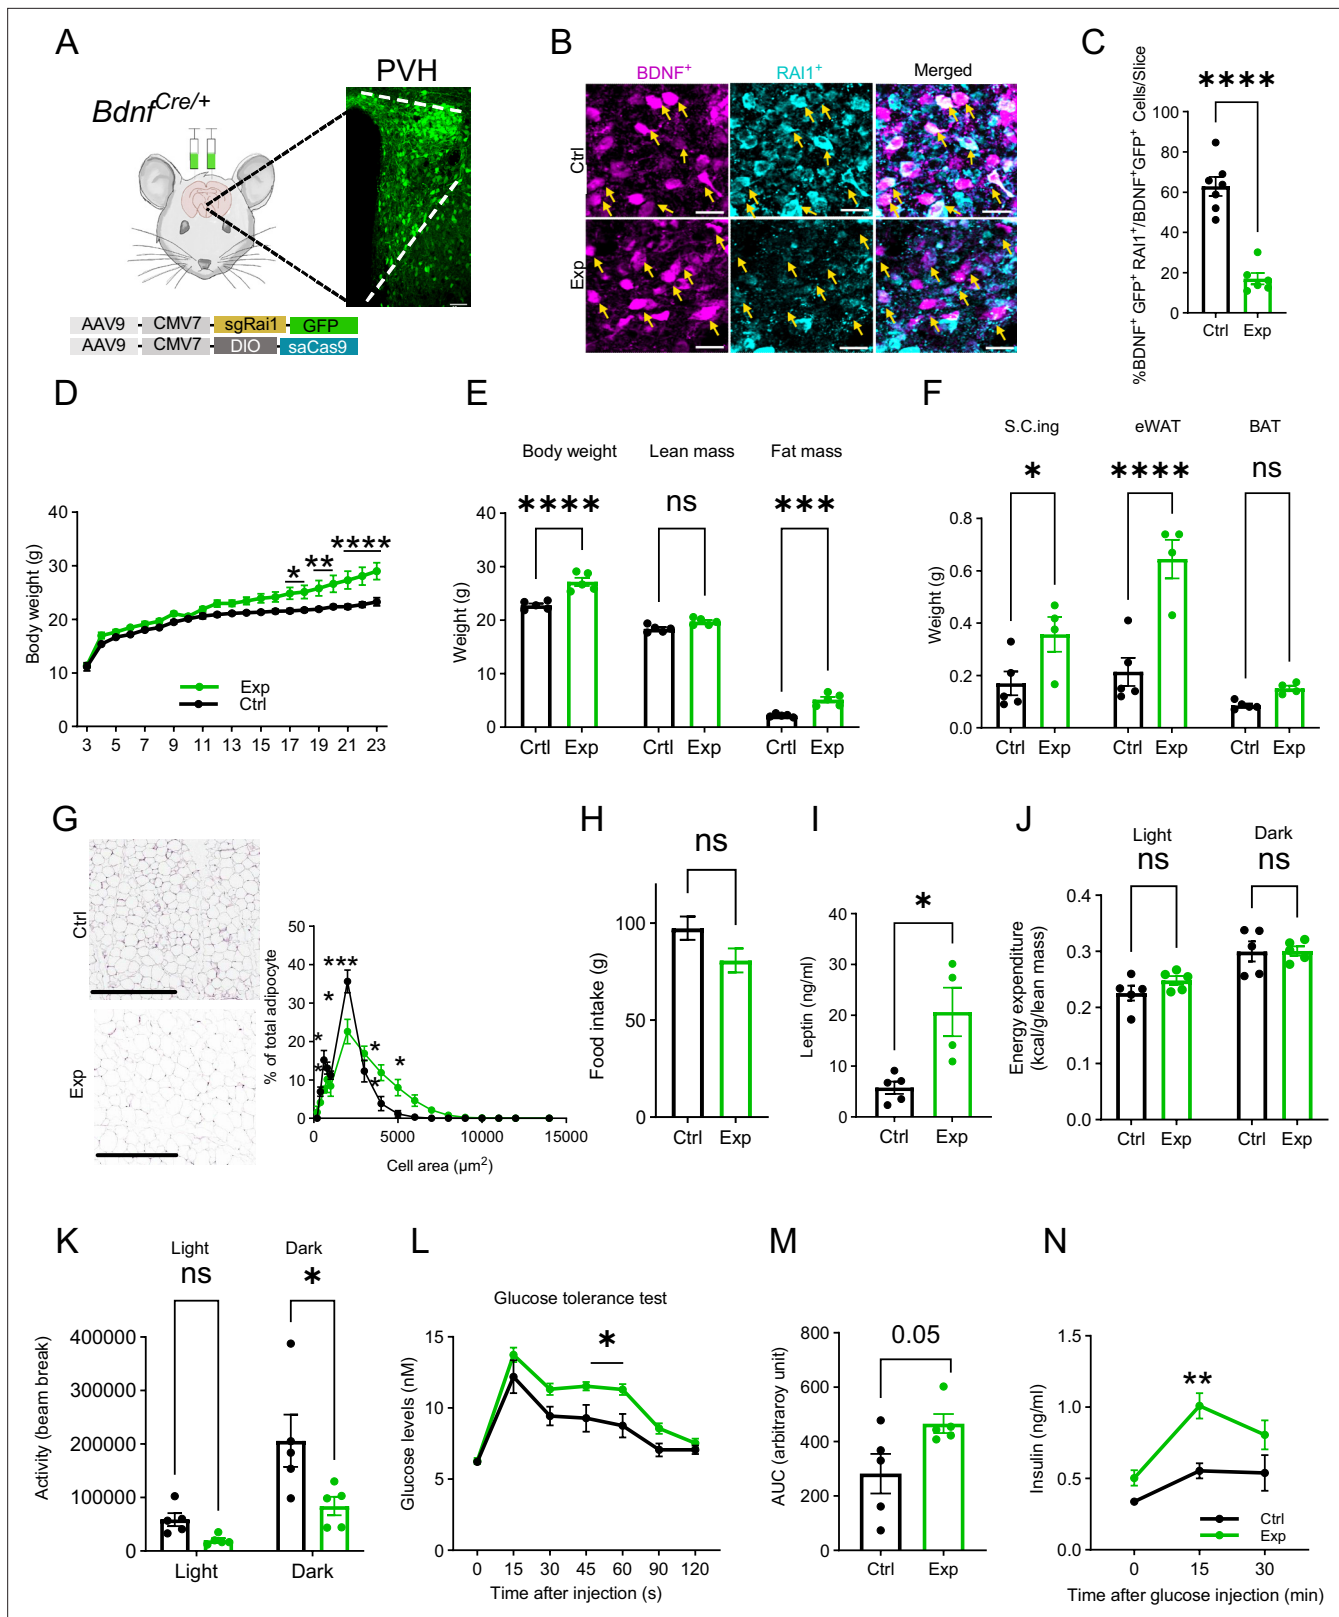 A
Bdnf^Cre/+
PVH
AAV9 CMV7 sgRai1 GFP
AAV9 CMV7 DIO saCas9
B
BDNF+ RAI1+ Merged
Ctrl
Exp
C
****
%BDNF+ GFP+ RAI1+/BDNF+GFP+ Cells/Slice
100
80
60
40
20
0
Ctrl Exp
D
Body weight (g)
40
30
20
10
0
* ** ****
Exp
Ctrl
3 5 7 9 11 13 15 17 19 21 23
E
Body weight Lean mass Fat mass
**** ns ***
Weight (g)
40
30
20
10
0
Crtl Exp Ctrl Exp Ctrl Exp
F
S.C.ing eWAT BAT
* **** ns
Weight (g)
0.8
0.6
0.4
0.2
0.0
Ctrl Exp Ctrl Exp Ctrl Exp
G
Ctrl
Exp
% of total adipocyte
50
40
30
20
10
0
* * * *** * * *
0 5000 10000 15000
Cell area (µm²)
H
ns
Food intake (g)
100
50
0
Ctrl Exp
I
*
Leptin (ng/ml)
40
30
20
10
0
Ctrl Exp
J
Light Dark
ns ns
Energy expenditure
(kcal/g/lean mass)
0.4
0.3
0.2
0.1
0.0
Ctrl Exp Ctrl Exp
K
Light Dark
ns *
Activity (beam break)
400000
300000
200000
100000
0
Light Dark
L
Glucose tolerance test
*
Glucose levels (nM)
15
10
5
0
0 15 30 45 60 90 120
Time after injection (s)
M
0.05
AUC (arbitraroy unit)
800
600
400
200
0
Ctrl Exp
N
**
Insulin (ng/ml)
1.5
1.0
0.5
0.0
Ctrl
Exp
0 15 30
Time after glucose injection (min)